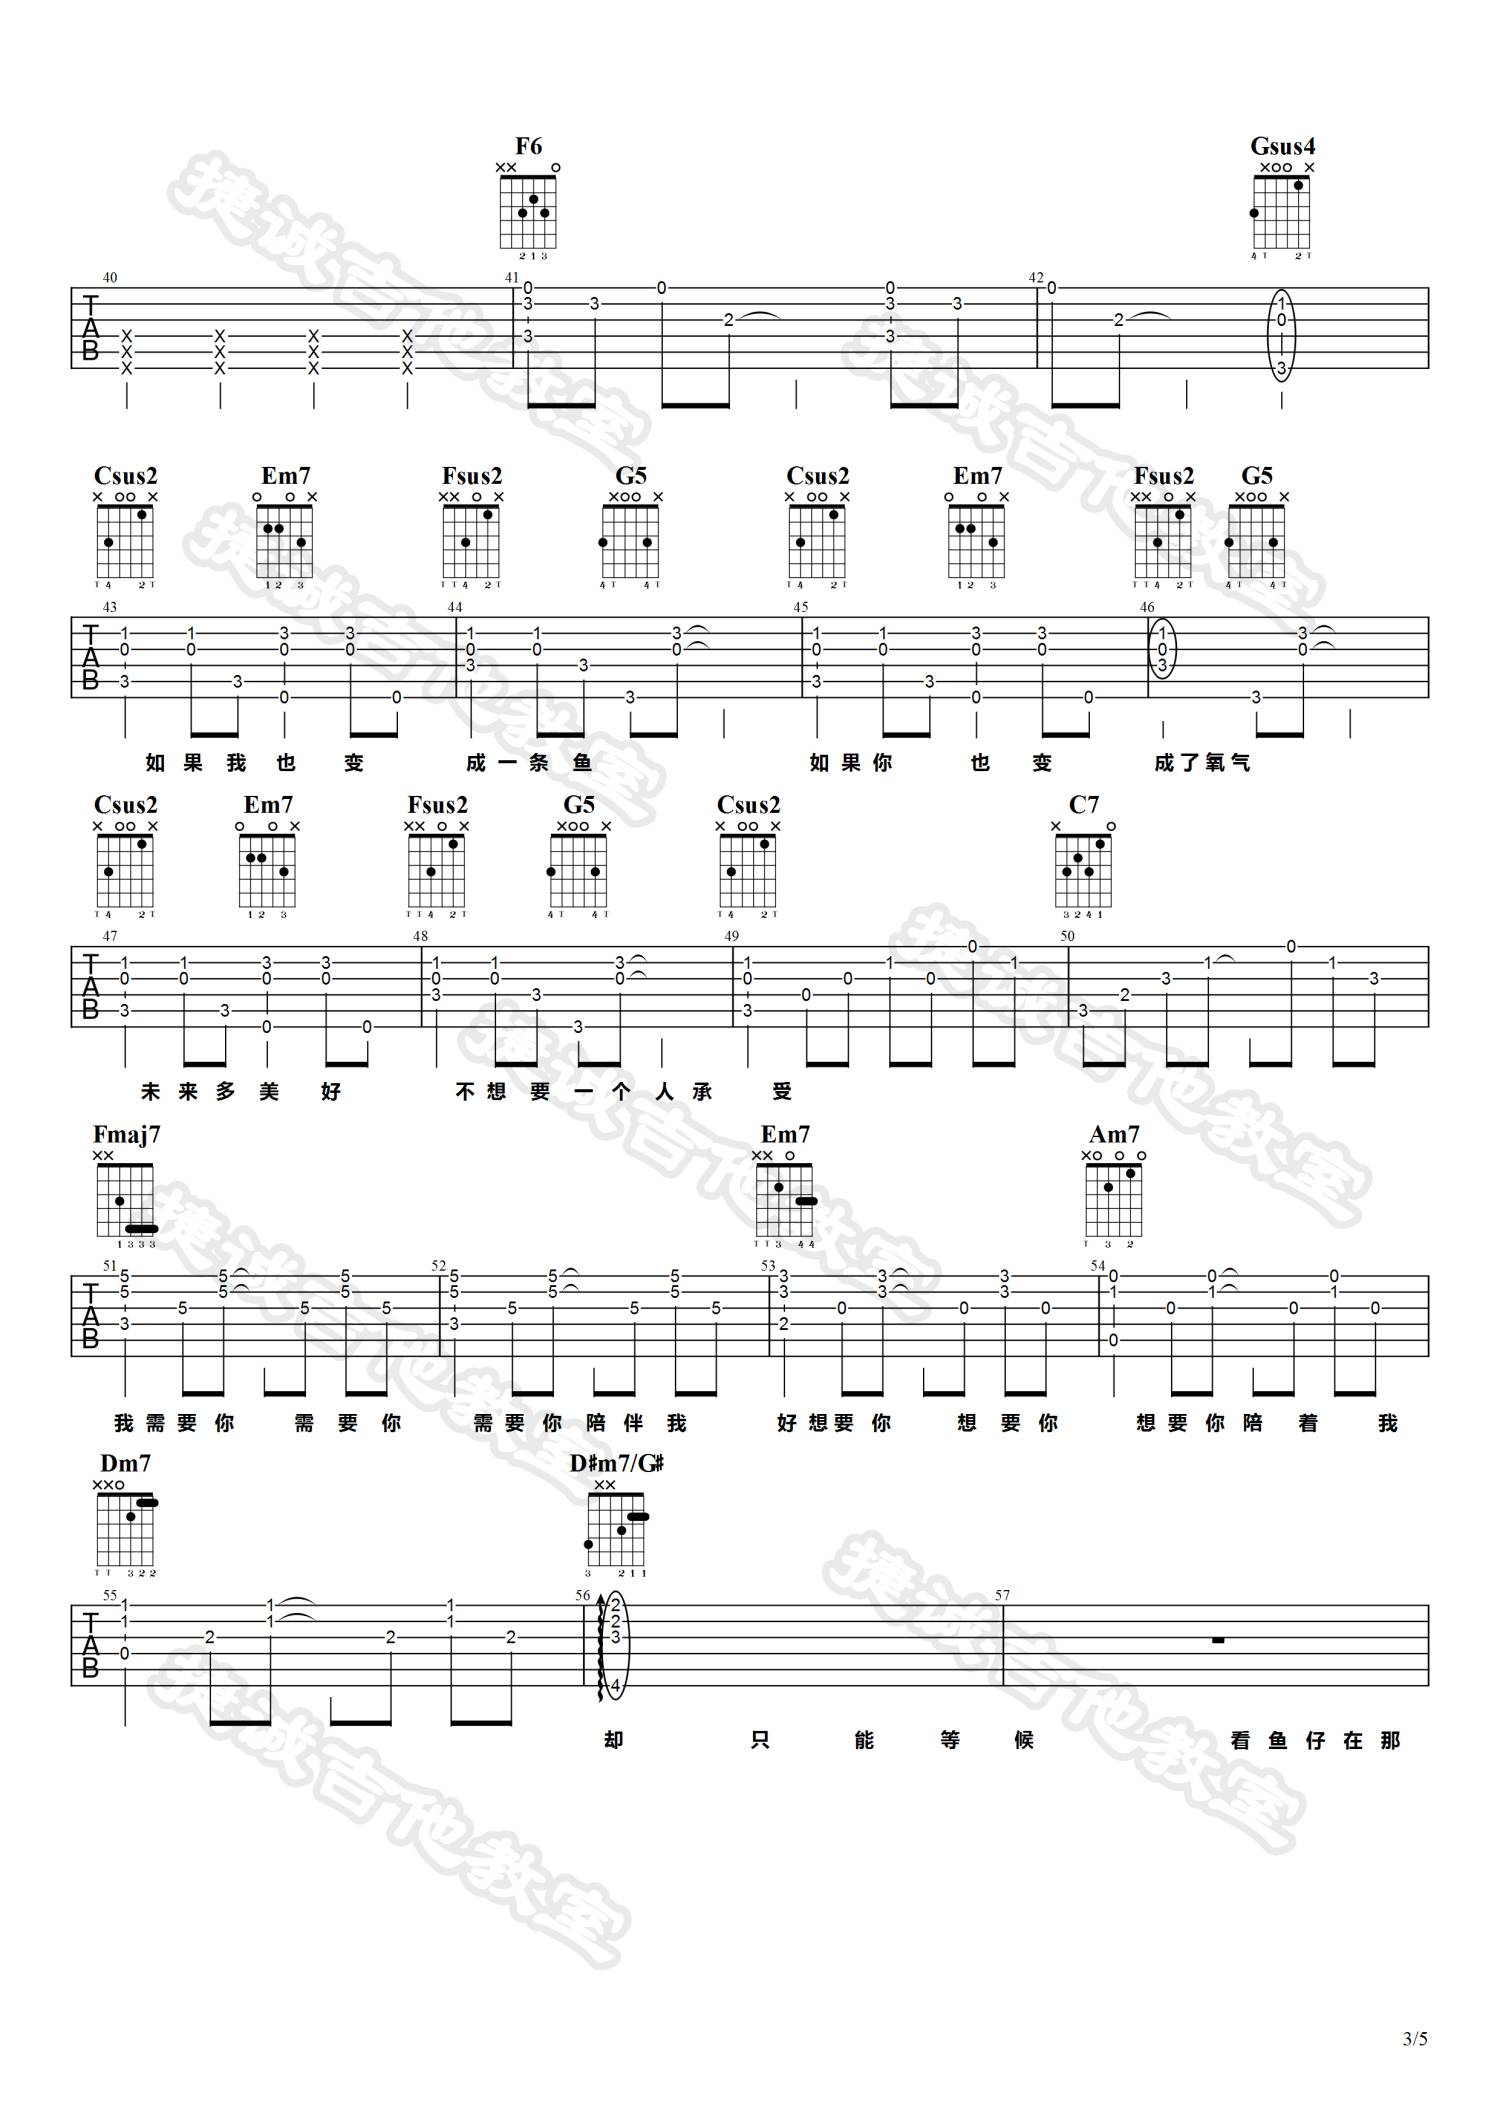 F6 Gsus4
40 41 42
Csus2 Em7 Fsus2 G5 Csus2 Em7 Fsus2 G5
43 44 45 46
如果我也变 成一条鱼 如果你 也变 成了氧气
Csus2 Em7 Fsus2 G5 Csus2 C7
47 48 49 50
未来多美好 不想要一个人承 受
Fmaj7 Em7 Am7
51 52 53 54
我需要你 需要你 需要你陪伴我 好想要你 想要你 想要你陪着我
Dm7 D♯m7/G♯
55 56 57
却 只 能 等 候 看鱼仔在那
捷诚吉他教室
3/5